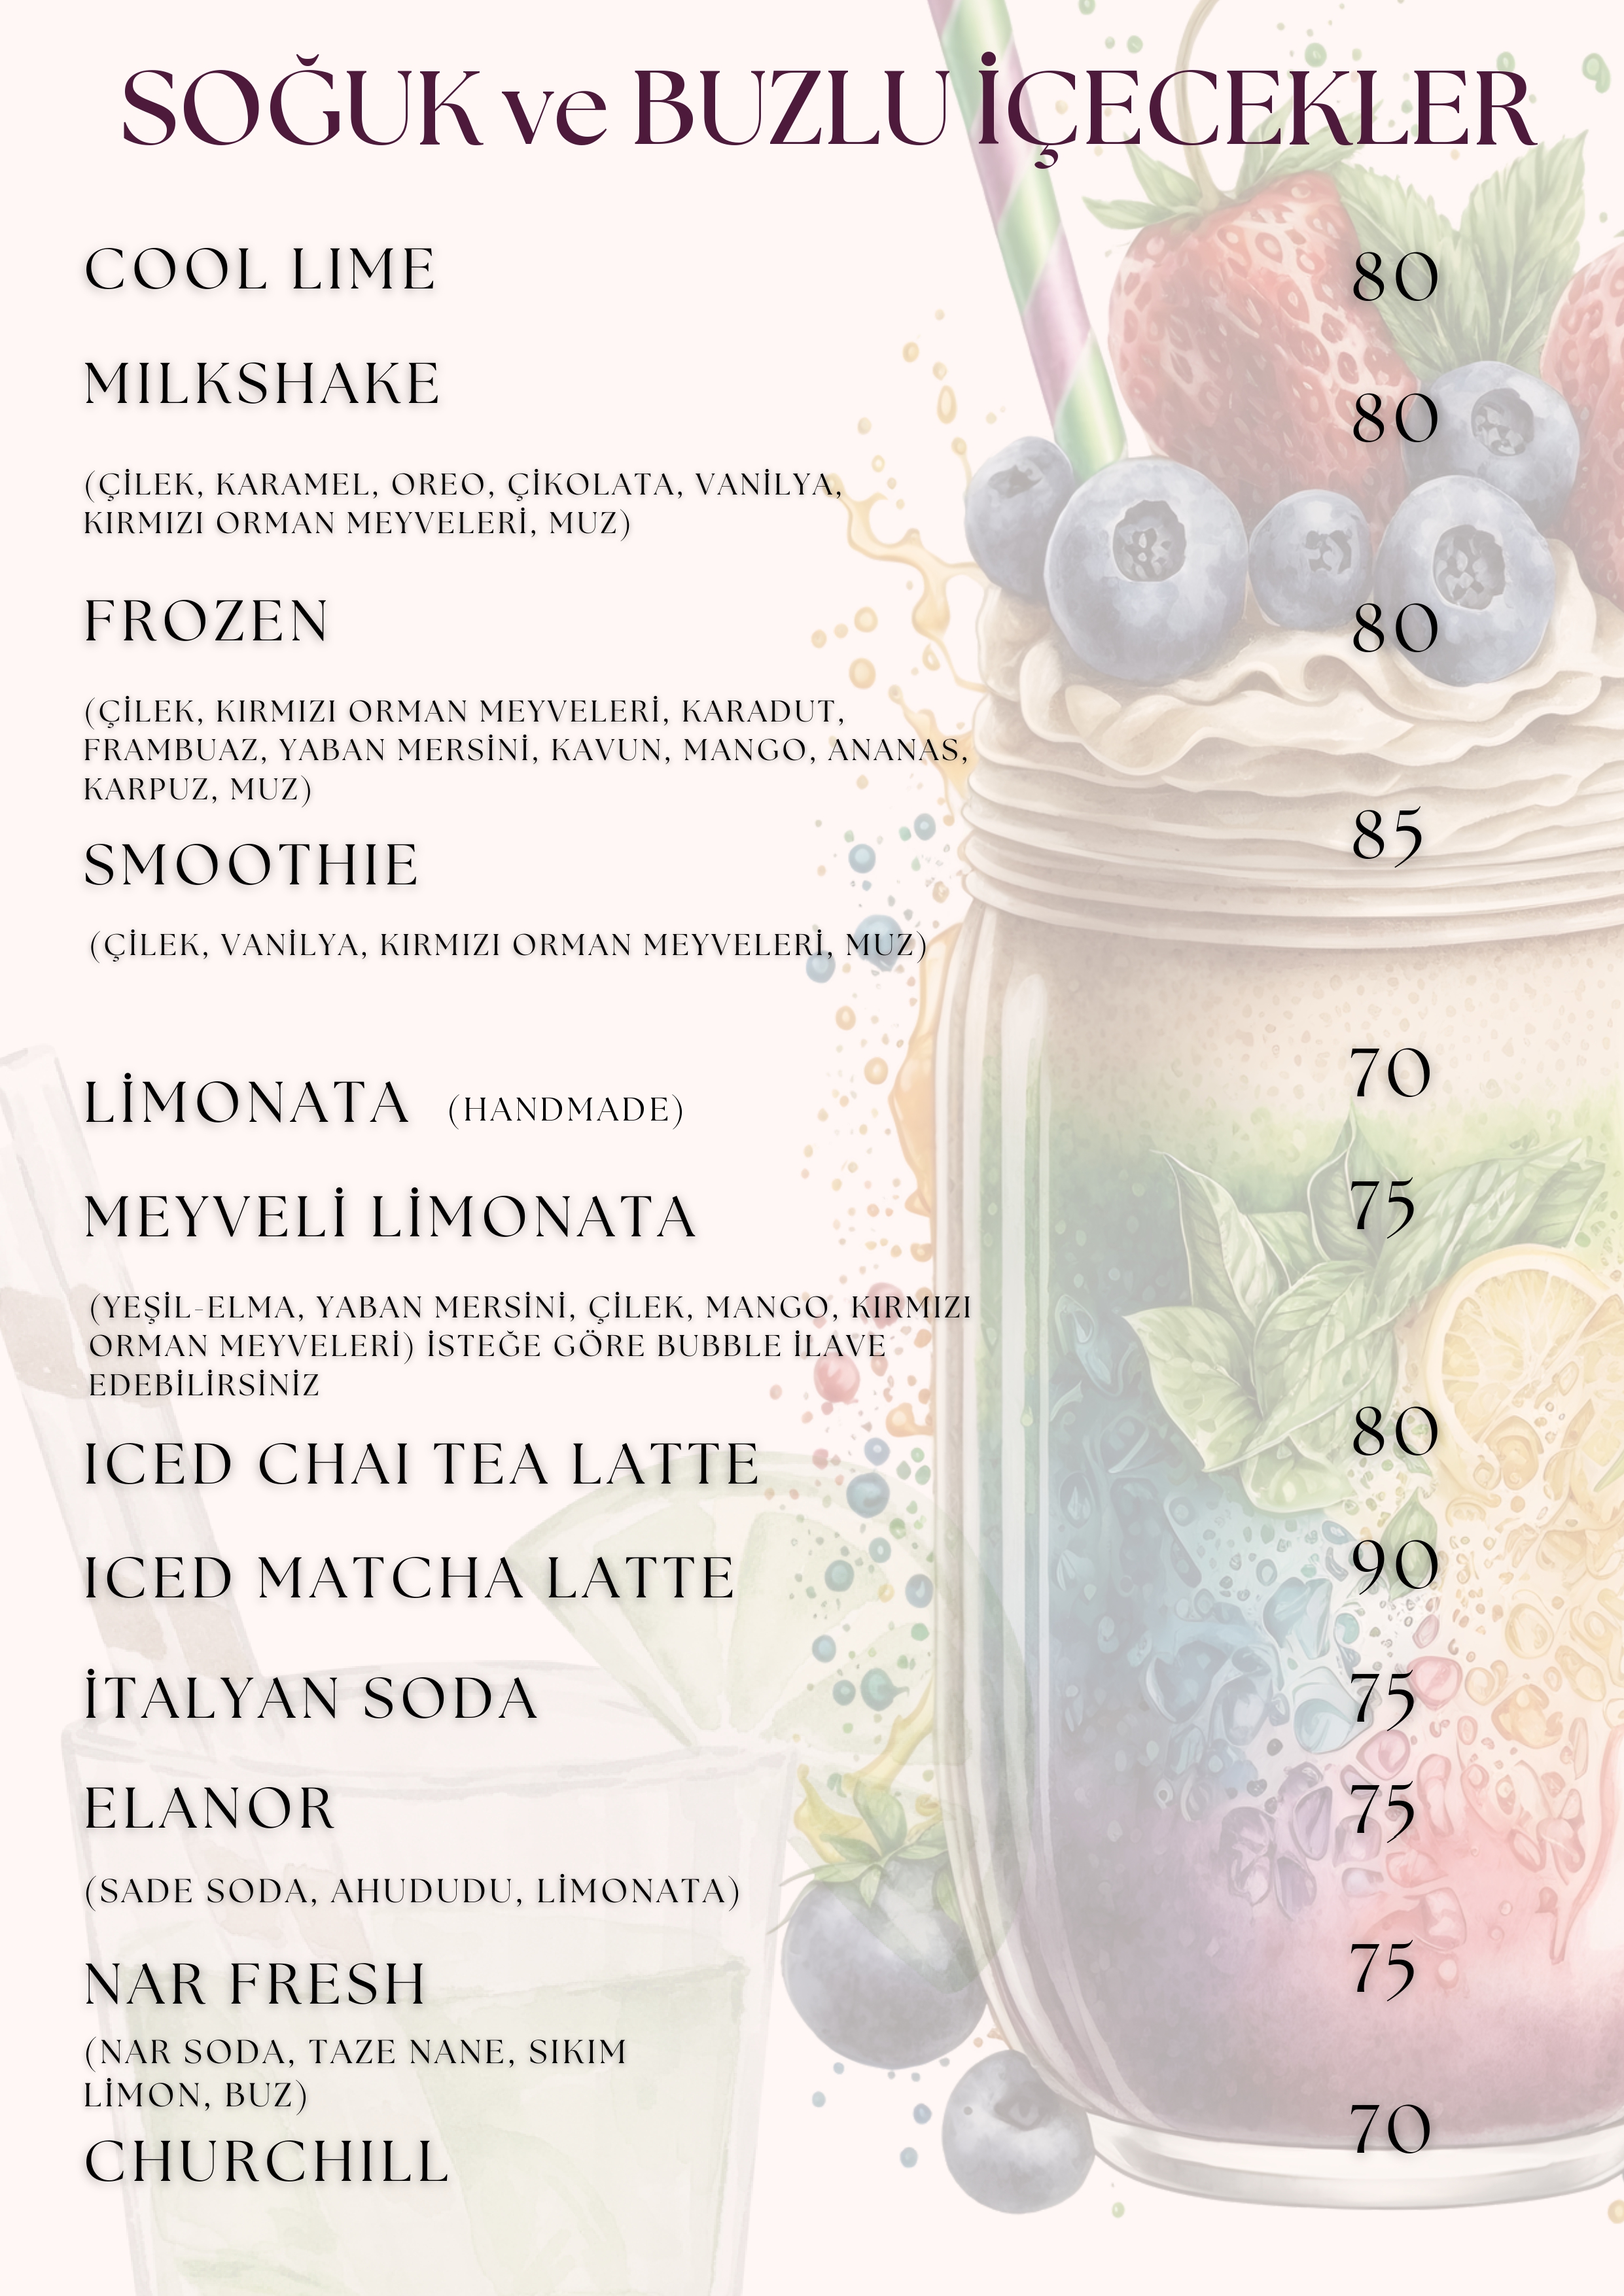 SOĞUK ve BUZLU İÇECEKLER
COOL LIME 80
MILKSHAKE 80
(ÇİLEK, KARAMEL, OREO, ÇİKOLATA, VANİLYA,
KIRMIZI ORMAN MEYVELERİ, MUZ)
FROZEN 80
(ÇİLEK, KIRMIZI ORMAN MEYVELERİ, KARADUT,
FRAMBUAZ, YABAN MERSİNİ, KAVUN, MANGO, ANANAS,
KARPUZ, MUZ)
SMOOTHIE 85
(ÇİLEK, VANİLYA, KIRMIZI ORMAN MEYVELERİ, MUZ)
LİMONATA (HANDMADE) 70
MEYVELİ LİMONATA 75
(YEŞİL-ELMA, YABAN MERSİNİ, ÇİLEK, MANGO, KIRMIZI
ORMAN MEYVELERİ) İSTEĞE GÖRE BUBBLE İLAVE
EDEBİLİRSİNİZ
ICED CHAI TEA LATTE 80
ICED MATCHA LATTE 90
İTALYAN SODA 75
ELANOR 75
(SADE SODA, AHUDUDU, LİMONATA)
NAR FRESH 75
(NAR SODA, TAZE NANE, SIKIM
LİMON, BUZ)
CHURCHILL 70